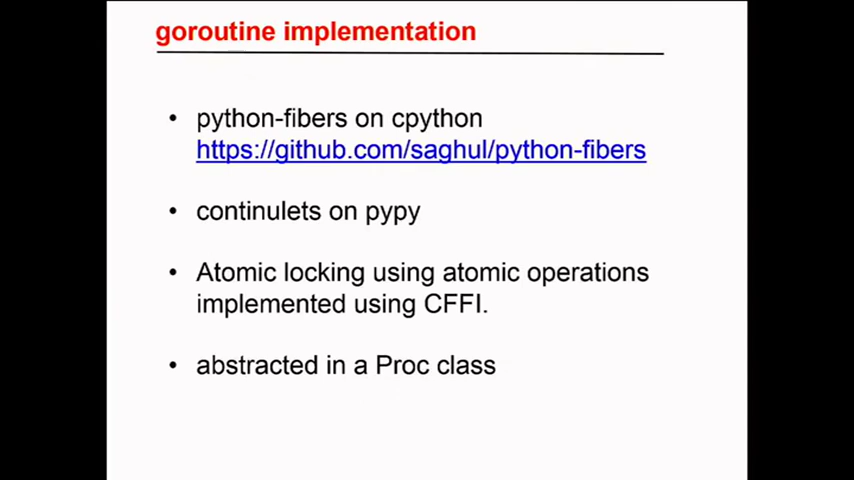 goroutine implementation
• python-fibers on cpython
https://github.com/saghul/python-fibers
• continulets on pypy
• Atomic locking using atomic operations
implemented using CFFI.
• abstracted in a Proc class